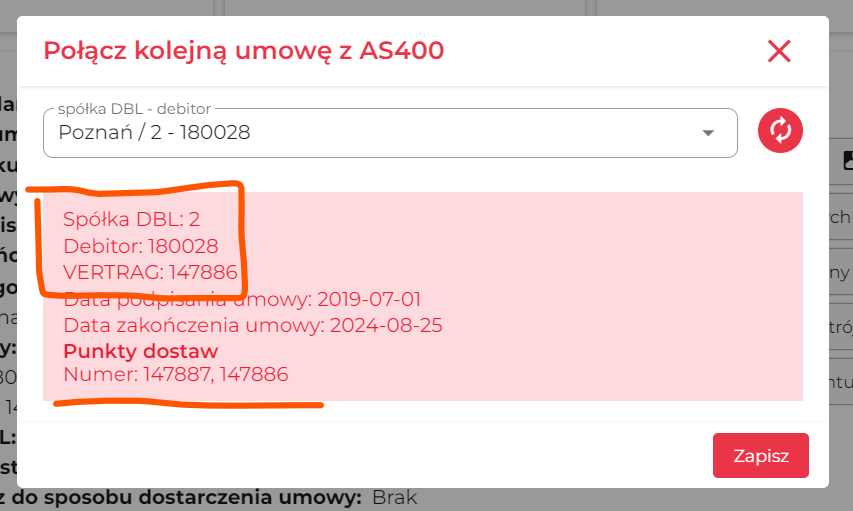 Połącz kolejną umowę z AS400
spółka DBL - debitor
Poznań / 2 - 180028
Spółka DBL: 2
Debitor: 180028
VERTRAG: 147886
Data podpisania umowy: 2019-07-01
Data zakończenia umowy: 2024-08-25
Punkty dostaw
Numer: 147887, 147886
Zapisz
z do sposobu dostarczenia umowy: Brak